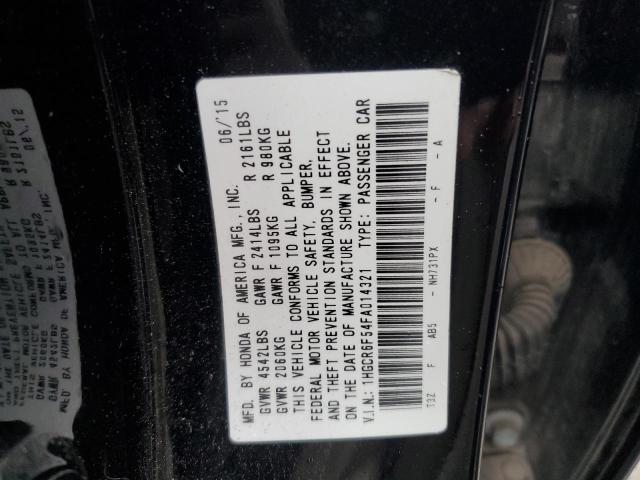 MFD. BY HONDA OF AMERICA MFG., INC. 06/'15
GVWR 4542LBS GAWR F 2414LBS R 2161LBS
GVWR 2060KG GAWR F 1095KG R 980KG
THIS VEHICLE CONFORMS TO ALL APPLICABLE
FEDERAL MOTOR VEHICLE SAFETY, BUMPER,
AND THEFT PREVENTION STANDARDS IN EFFECT
ON THE DATE OF MANUFACTURE SHOWN ABOVE.
V.I.N.: 1HGCR6F54FA014321 TYPE: PASSENGER CAR
T3Z F AB5 - NH731PX - F - A